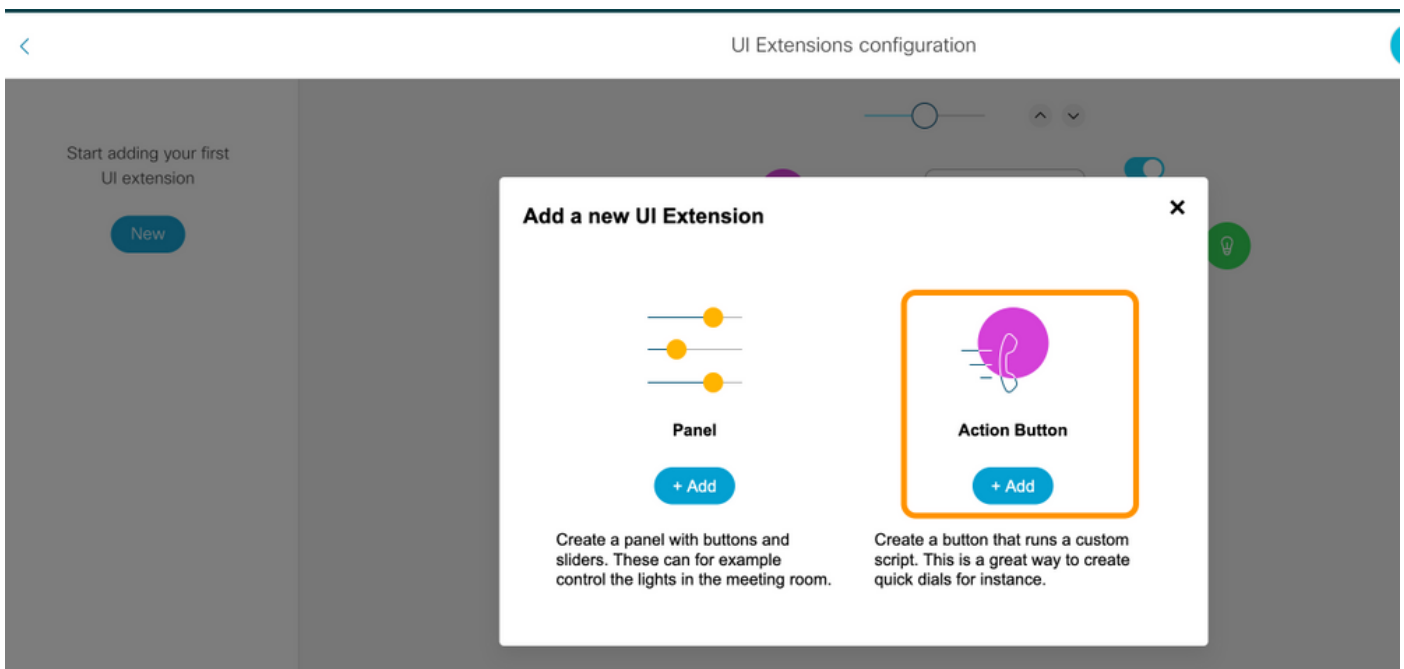 UI Extensions configuration
Start adding your first
UI extension
New
Add a new UI Extension
Panel
+ Add
Create a panel with buttons and
sliders. These can for example
control the lights in the meeting room.
Action Button
+ Add
Create a button that runs a custom
script. This is a great way to create
quick dials for instance.